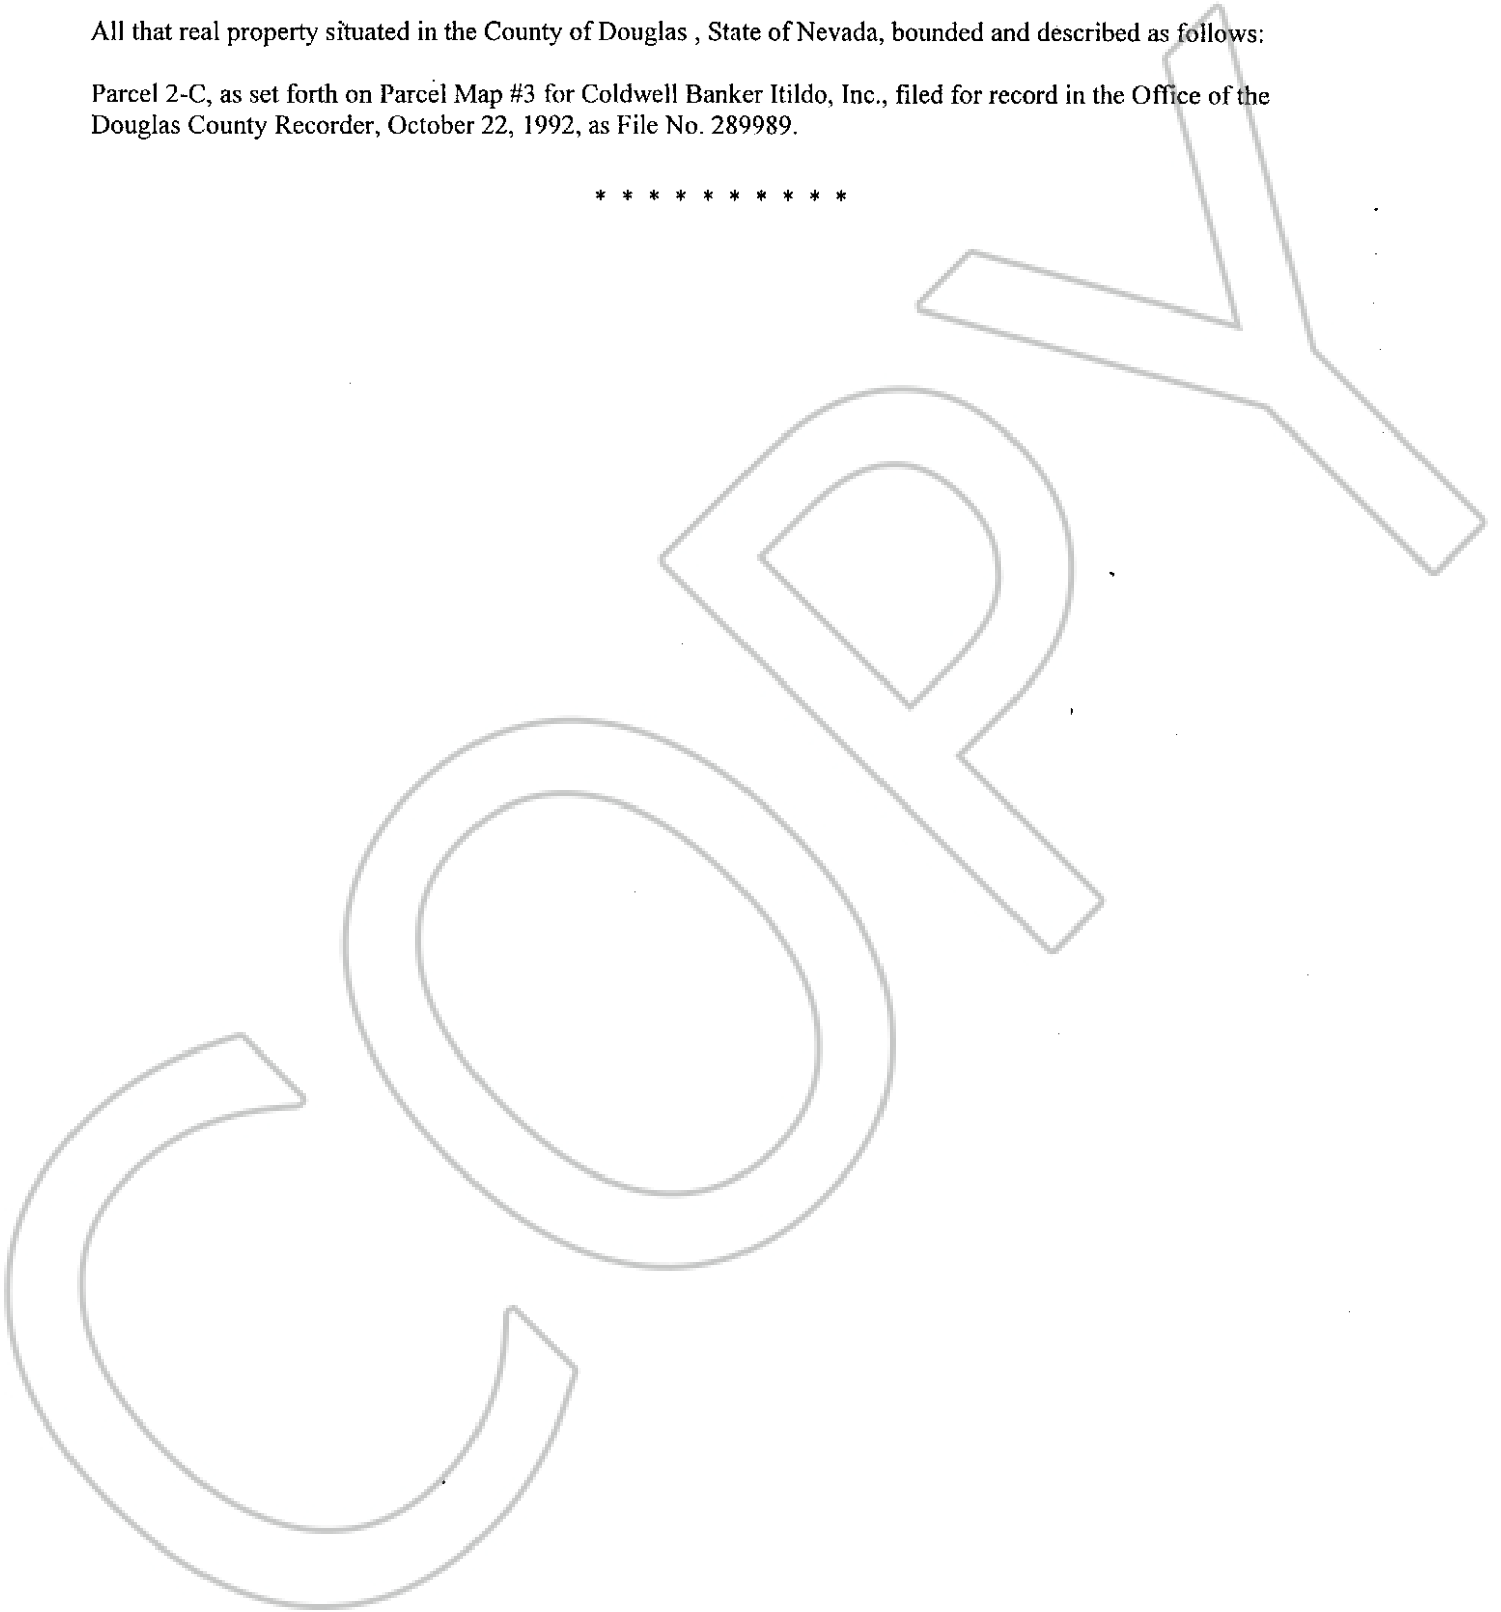 All that real property situated in the County of Douglas , State of Nevada, bounded and described as follows:
Parcel 2-C, as set forth on Parcel Map #3 for Coldwell Banker Itildo, Inc., filed for record in the Office of the
Douglas County Recorder, October 22, 1992, as File No. 289989.
* * * * * * * * * *
COPY